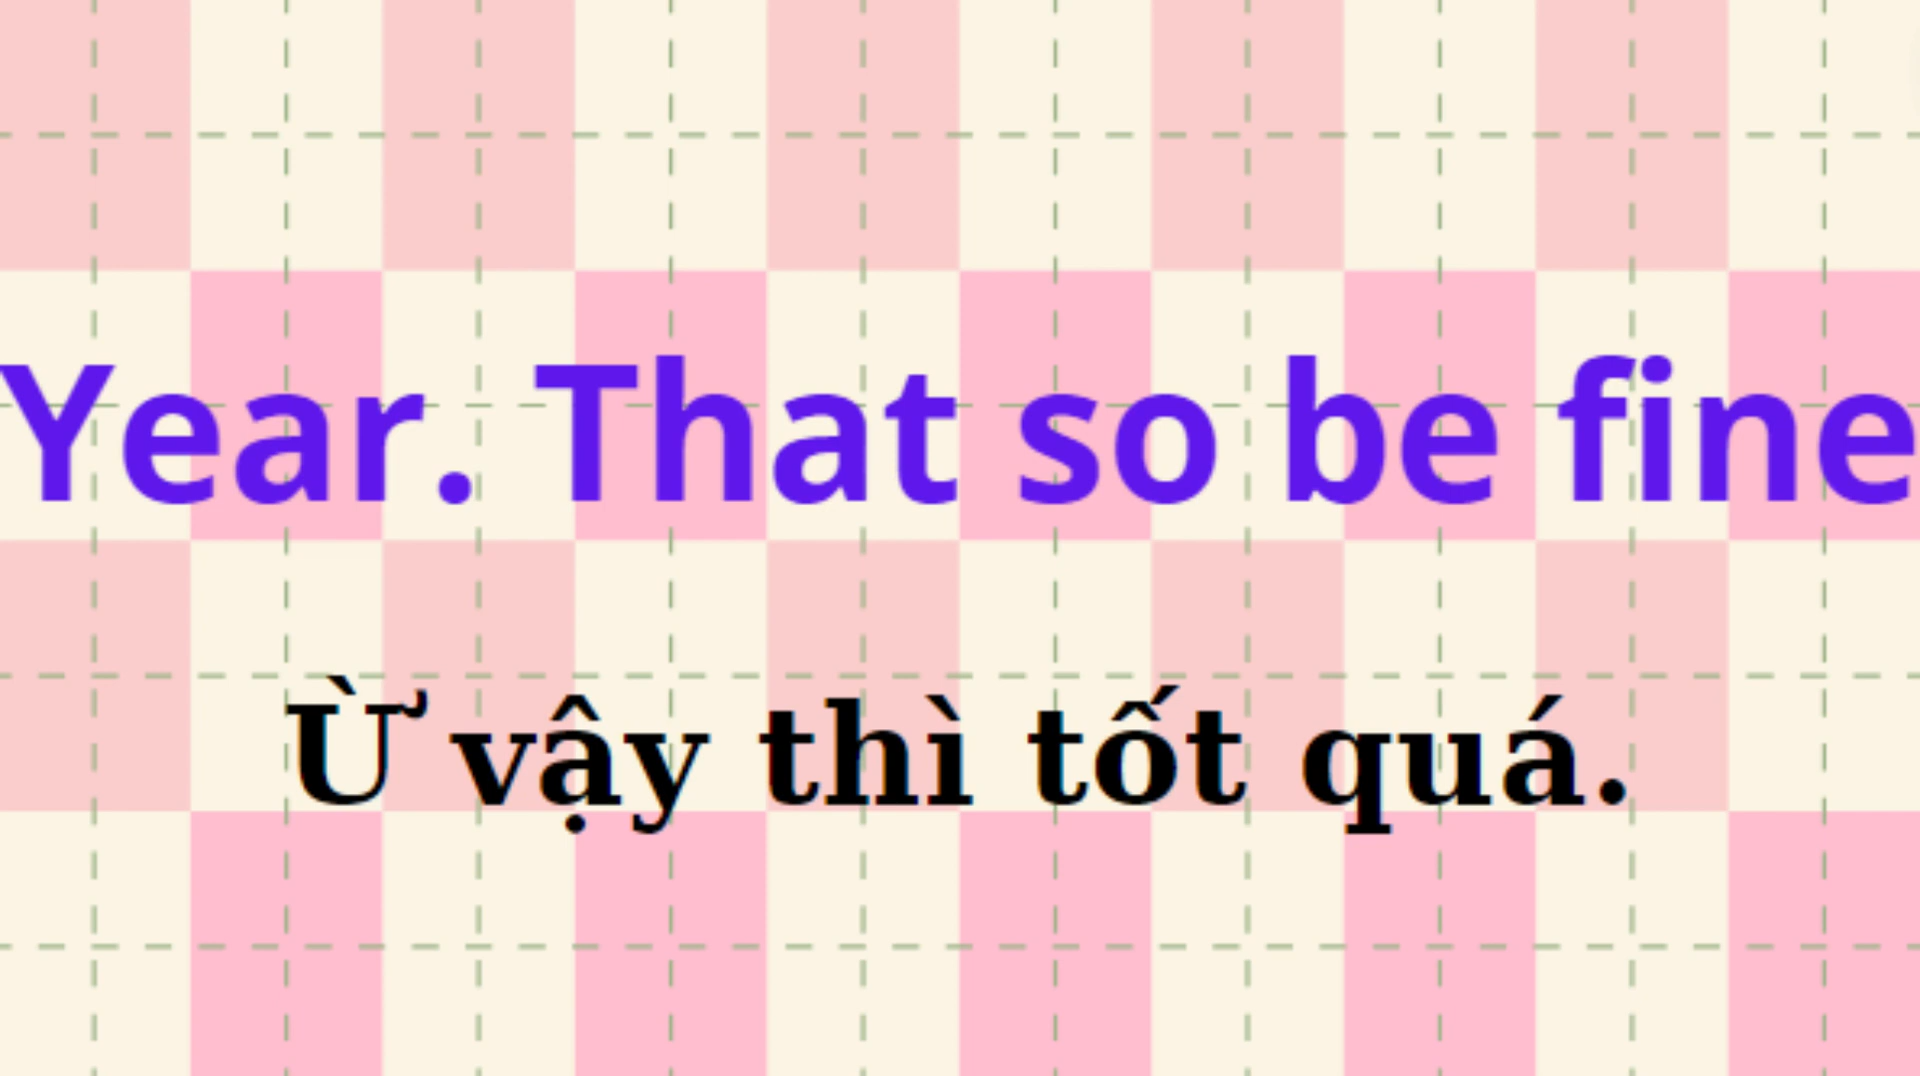 Year. That so be fine
Ừ vậy thì tốt quá.